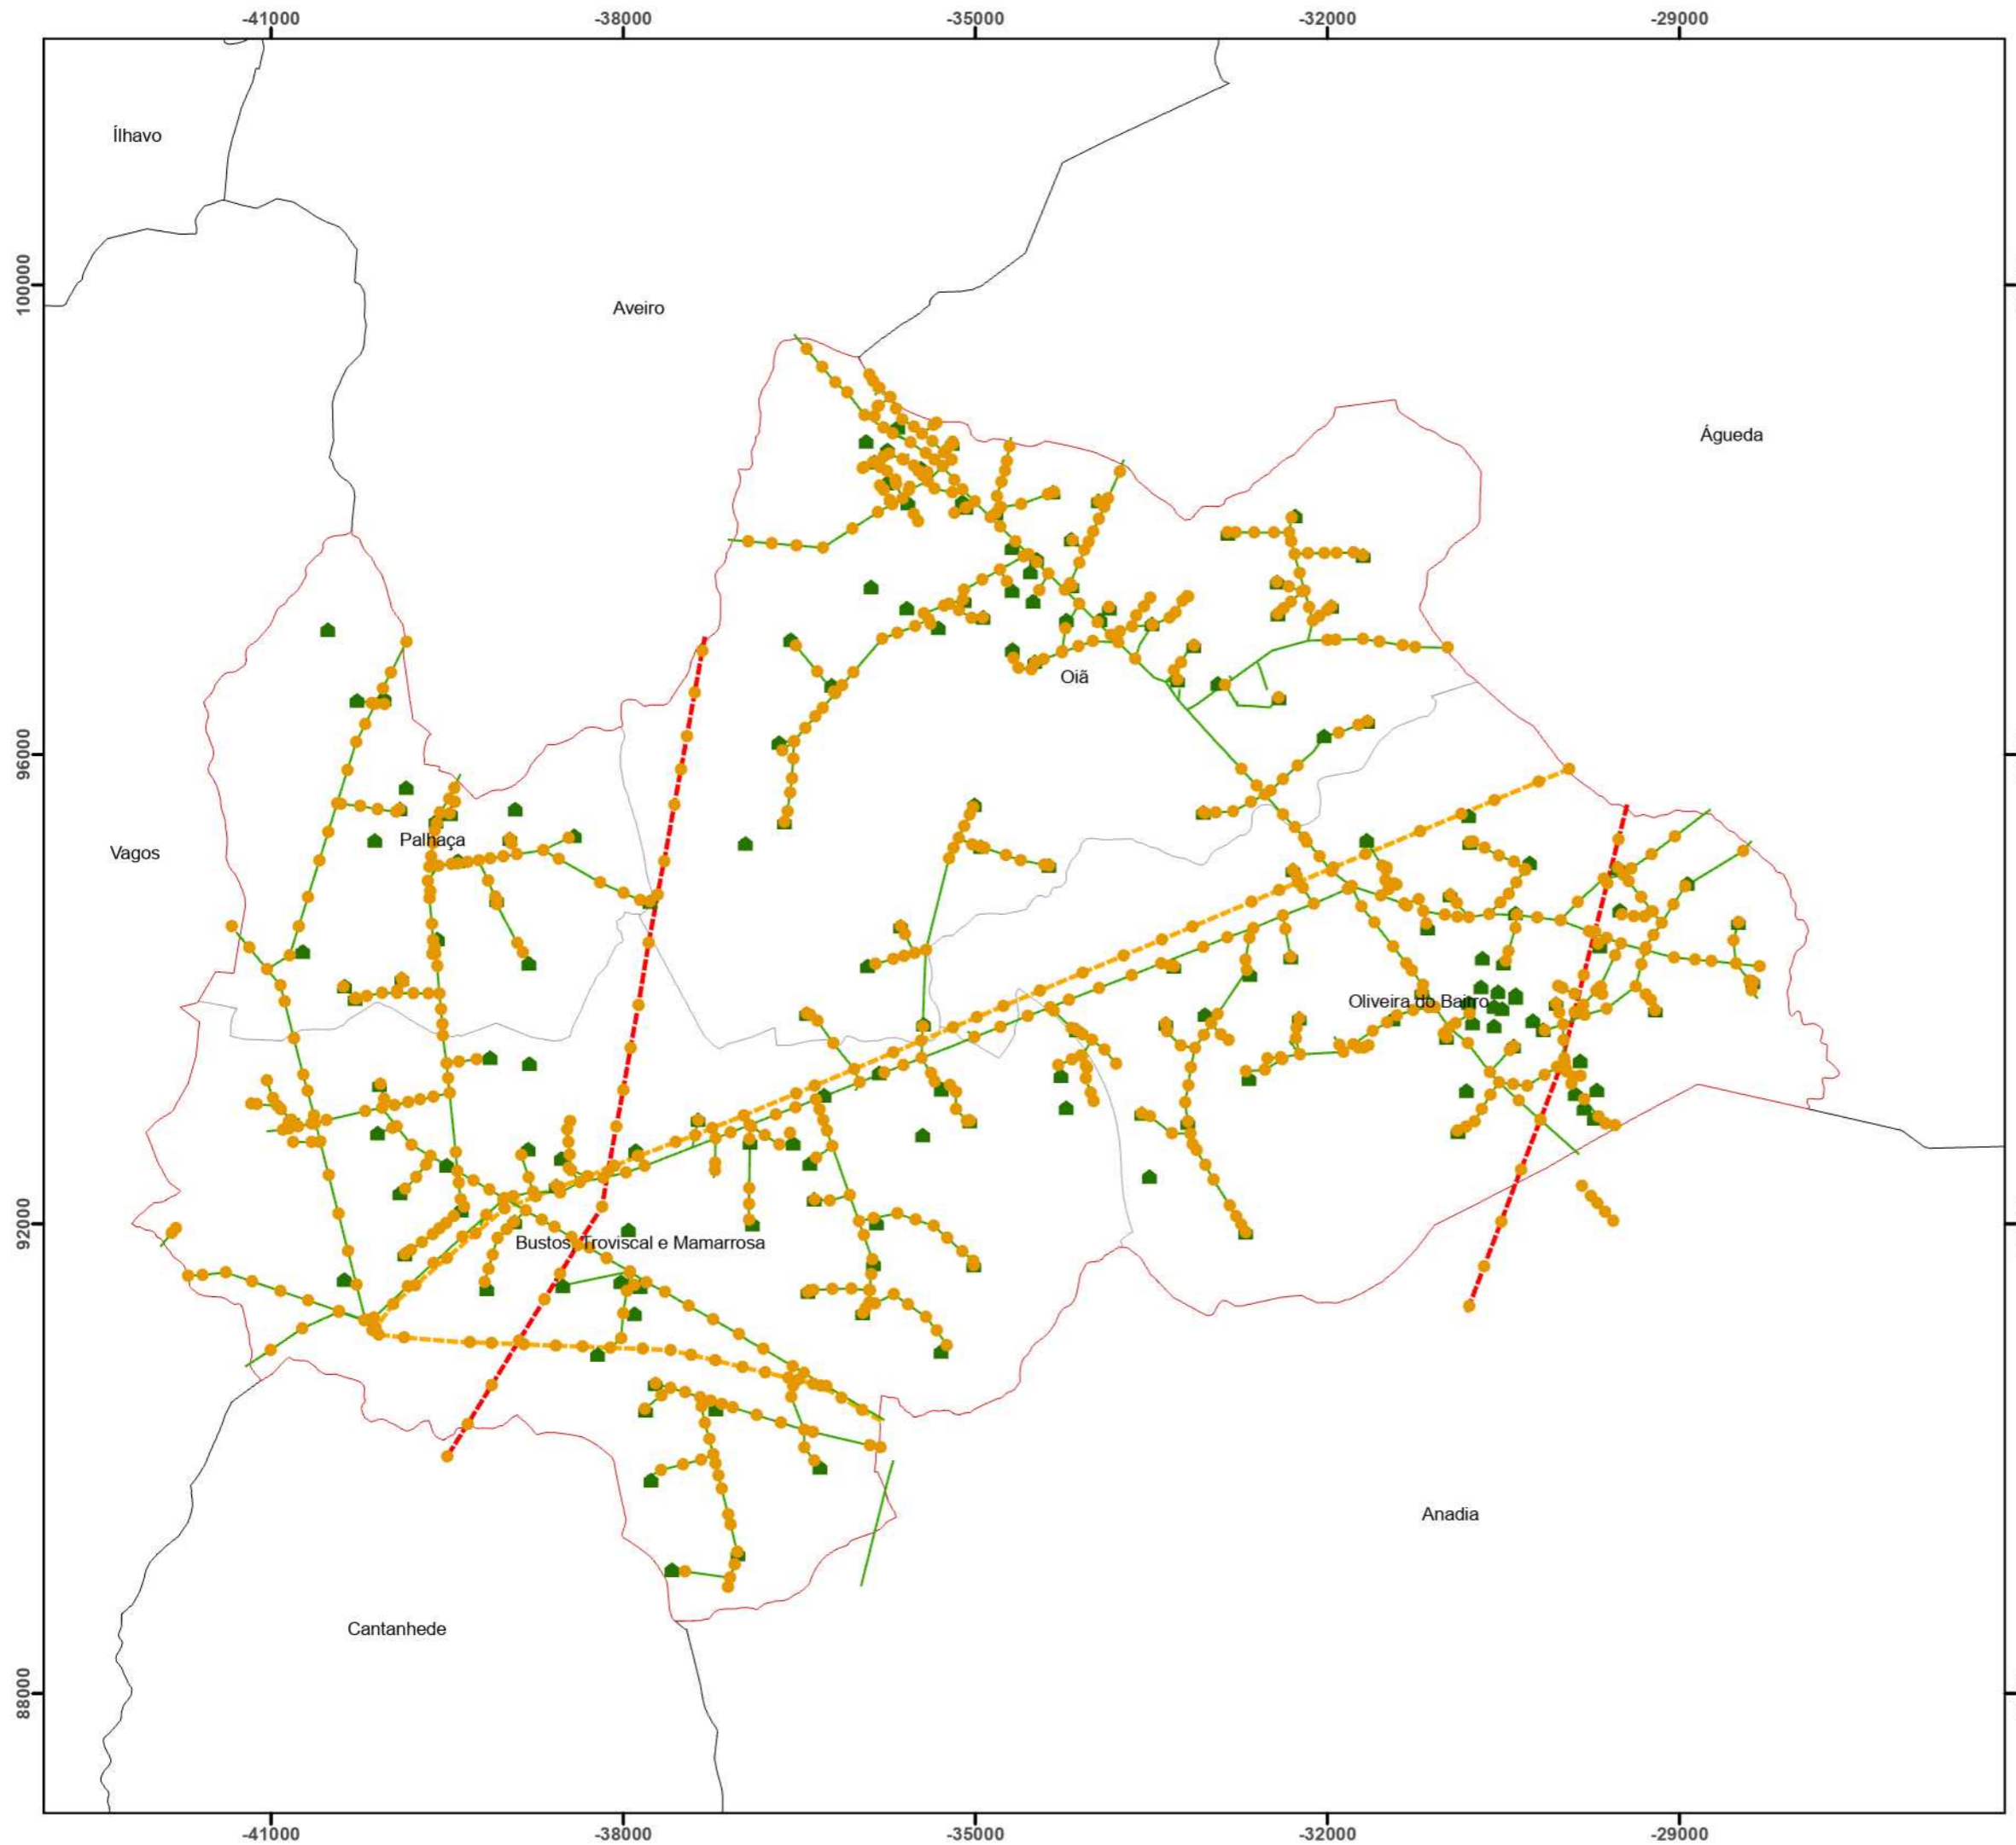 -41000 -38000 -35000 -32000 -29000
Ílhavo
100000
Aveiro
Águeda
Oiã
96000
Palhaça
Vagos
Oliveira do Bairro
92000
Bustos, Troviscal e Mamarrosa
Anadia
Cantanhede
88000
-41000 -38000 -35000 -32000 -29000